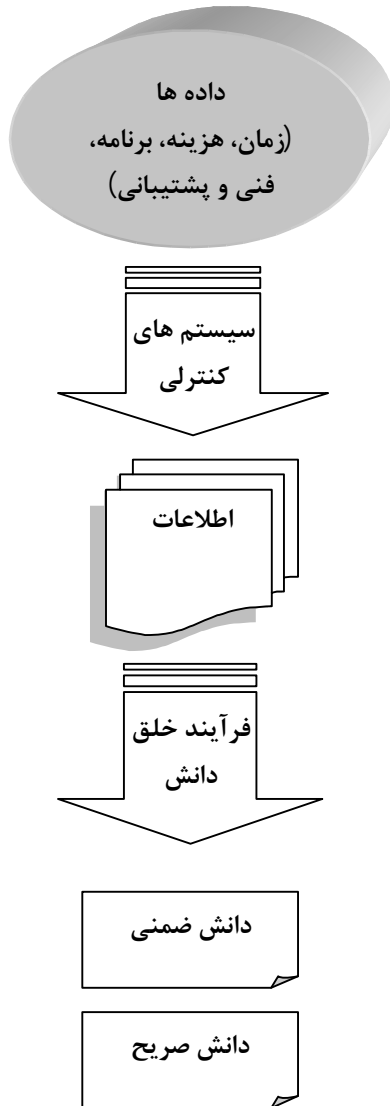 داده ها
(زمان، هزینه، برنامه،
فنی و پشتیبانی)
سیستم های
کنترلی
اطلاعات
فرآیند خلق
دانش
دانش ضمنی
دانش صریح